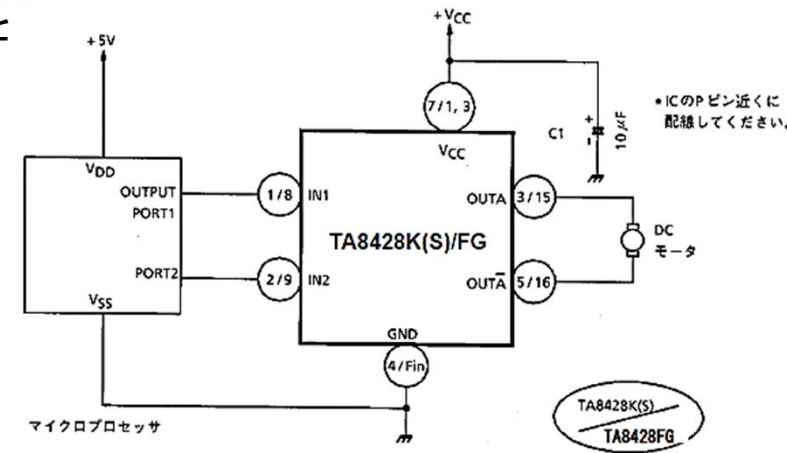 +VCC
+5V
7/1, 3
*ICのPピン近くに
配線してください。
C1
+
-
10μF
VCC
VDD
OUTPUT
PORT1
1/8
IN1
OUTA
3/15
DC
モータ
TA8428K(S)/FG
PORT2
2/9
IN2
OUTA̅
5/16
VSS
GND
4/Fin
マイクロプロセッサ
TA8428K(S)
TA8428FG